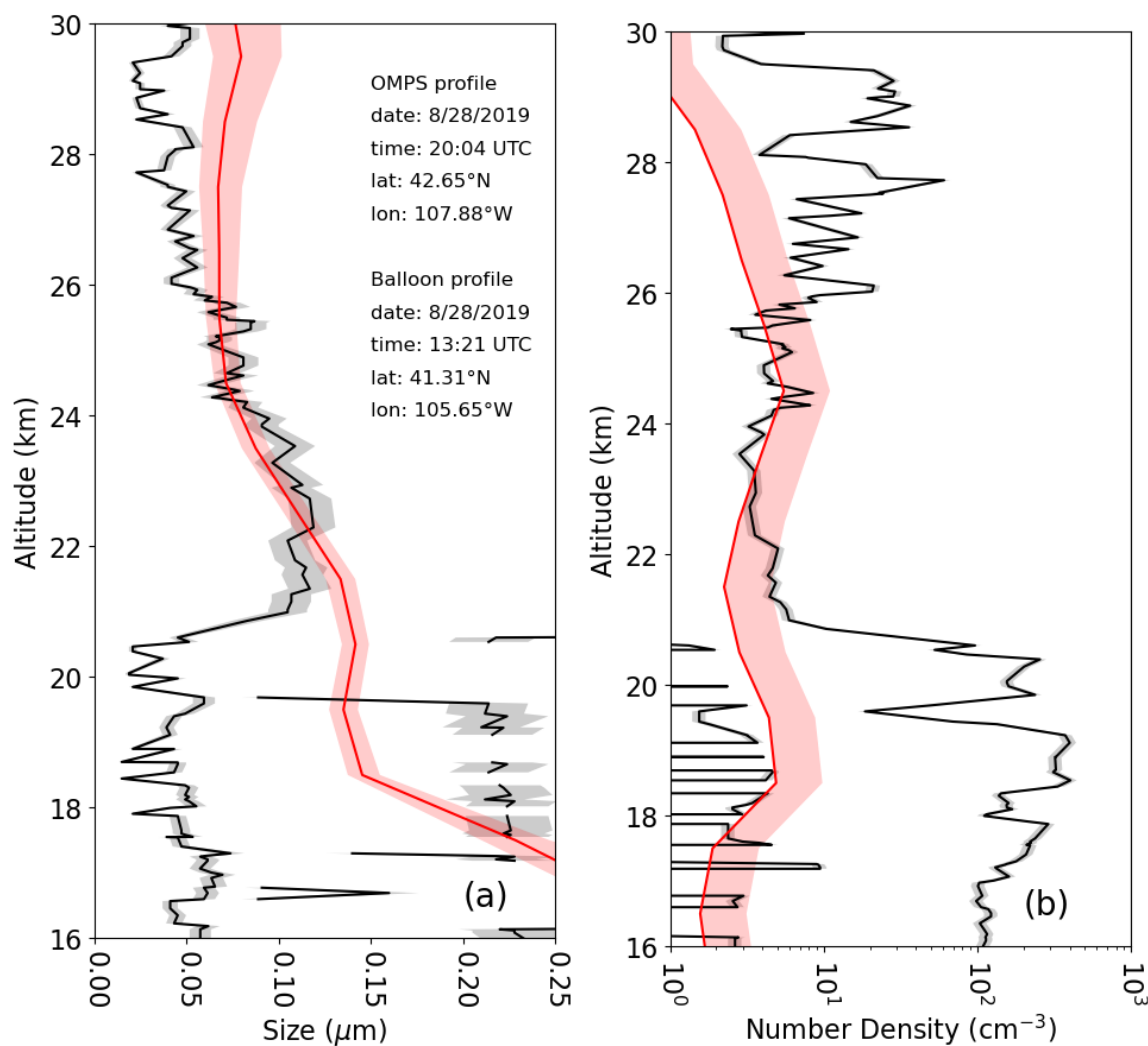 30
28
26
24
22
20
18
16
Altitude (km)
0.00
0.05
0.10
0.15
0.20
0.25
Size (μm)
OMPS profile
date: 8/28/2019
time: 20:04 UTC
lat: 42.65°N
lon: 107.88°W
Balloon profile
date: 8/28/2019
time: 13:21 UTC
lat: 41.31°N
lon: 105.65°W
(a)
30
28
26
24
22
20
18
16
Altitude (km)
10⁰
10¹
10²
10³
Number Density (cm⁻³)
(b)